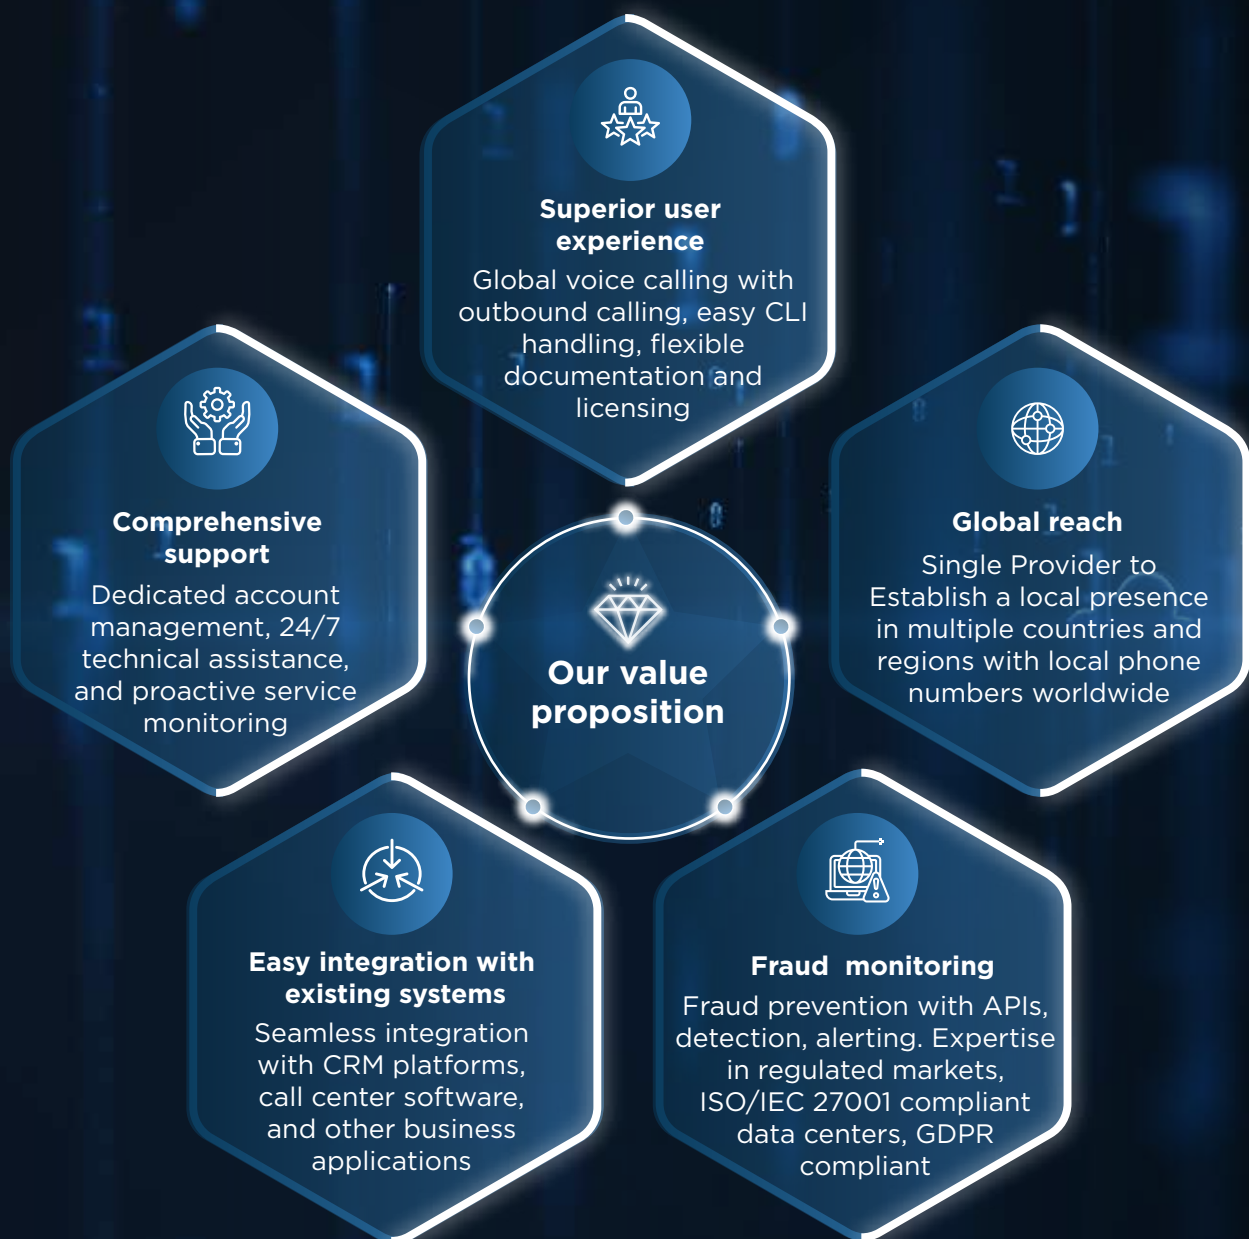 Superior user
experience
Global voice calling with
outbound calling, easy CLI
handling, flexible
documentation and
licensing
Comprehensive
support
Dedicated account
management, 24/7
technical assistance,
and proactive service
monitoring
Our value
proposition
Global reach
Single Provider to
Establish a local presence
in multiple countries and
regions with local phone
numbers worldwide
Easy integration with
existing systems
Seamless integration
with CRM platforms,
call center software,
and other business
applications
Fraud monitoring
Fraud prevention with APIs,
detection, alerting. Expertise
in regulated markets,
ISO/IEC 27001 compliant
data centers, GDPR
compliant